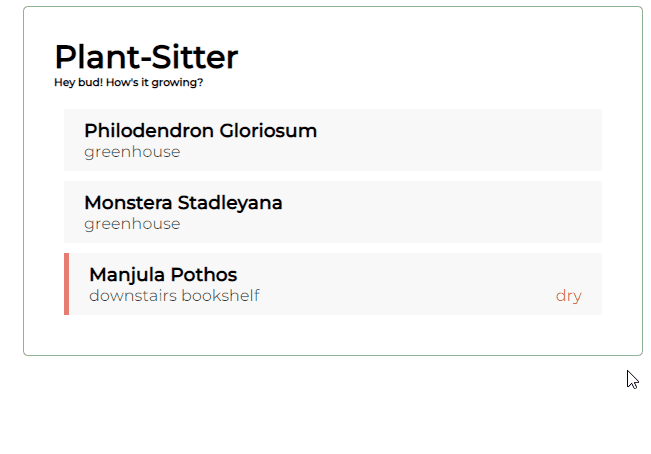 Plant-Sitter
Hey bud! How's it growing?
Philodendron Gloriosum
greenhouse
Monstera Stadleyana
greenhouse
Manjula Pothos
downstairs bookshelf
dry